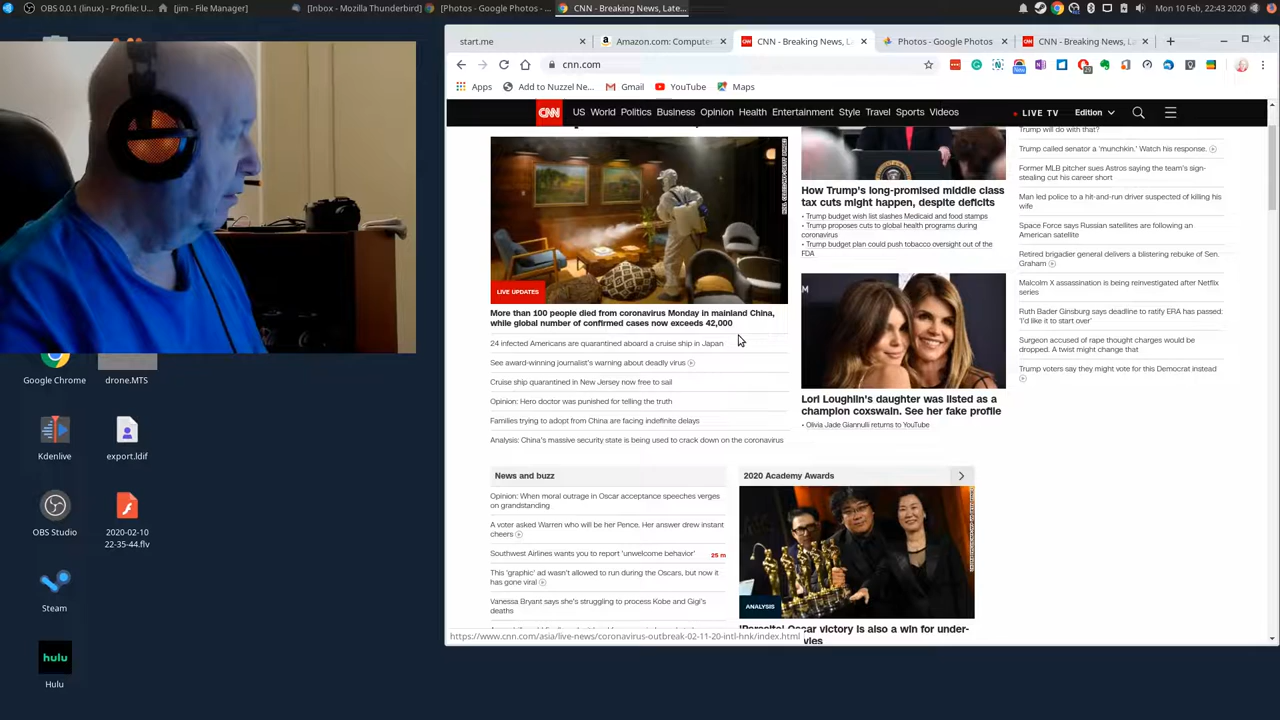 OBS 0.0.1 (linux) - Profile: U...
[jim - File Manager]
[Inbox - Mozilla Thunderbird]
[Photos - Google Photos -...
CNN - Breaking News, Late...
Mon 10 Feb, 22:43 2020
start.me
Amazon.com: Compute
CNN - Breaking News, L
Photos - Google Photos
CNN - Breaking News, L
cnn.com
Apps
Add to Nuzzel Ne...
Gmail
YouTube
Maps
CNN
US World Politics Business Opinion Health Entertainment Style Travel Sports Videos
LIVE TV
Edition
LIVE UPDATES
More than 100 people died from coronavirus Monday in mainland China,
while global number of confirmed cases now exceeds 42,000
24 infected Americans are quarantined aboard a cruise ship in Japan
See award-winning journalist's warning about deadly virus
Cruise ship quarantined in New Jersey now free to sail
Opinion: Hero doctor was punished for telling the truth
Families trying to adopt from China are facing indefinite delays
Analysis: China's massive security state is being used to crack down on the coronavirus
How Trump's long-promised middle class
tax cuts might happen, despite deficits
• Trump budget wish list slashes Medicaid and food stamps
• Trump proposes cuts to global health programs during
coronavirus
• Trump budget plan could push tobacco oversight out of the
FDA
Lori Loughlin's daughter was listed as a
champion coxswain. See her fake profile
• Olivia Jade Giannulli returns to YouTube
Trump will do with that?
Trump called senator a 'munchkin.' Watch his response.
Former MLB pitcher sues Astros saying the team's sign-
stealing cut his career short
Man led police to a hit-and-run driver suspected of killing his
wife
Space Force says Russian satellites are following an
American satellite
Retired brigadier general delivers a blistering rebuke of Sen.
Graham
Malcolm X assassination is being reinvestigated after Netflix
series
Ruth Bader Ginsburg says deadline to ratify ERA has passed:
'I'd like it to start over'
Surgeon accused of rape thought charges would be
dropped. A twist might change that
Trump voters say they might vote for this Democrat instead
News and buzz
Opinion: When moral outrage in Oscar acceptance speeches verges
on grandstanding
A voter asked Warren who will be her Pence. Her answer drew instant
cheers
Southwest Airlines wants you to report 'unwelcome behavior'
25 m
This 'graphic' ad wasn't allowed to run during the Oscars, but now it
has gone viral
Vanessa Bryant says she's struggling to process Kobe and Gigi's
deaths
2020 Academy Awards
ANALYSIS
'Parasite' Oscar victory is also a win for under-
https://www.cnn.com/asia/live-news/coronavirus-outbreak-02-11-20-intl-hnk/index.html
Google Chrome
drone.MTS
Kdenlive
export.ldif
OBS Studio
2020-02-10
22-35-44.flv
Steam
hulu
Hulu